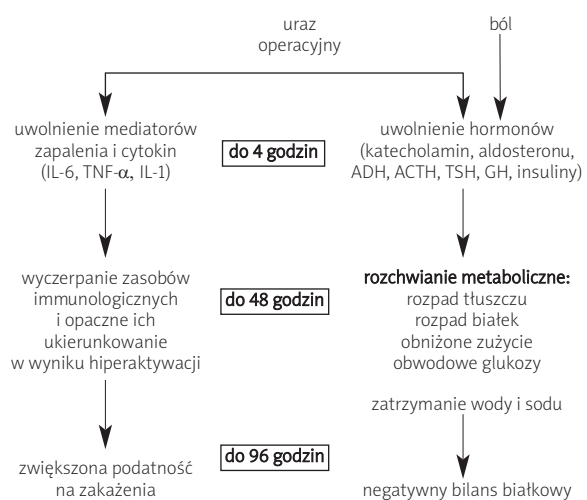 uraz
operacyjny
ból
uwolnienie mediatorów
zapalenia i cytokin
(IL-6, TNF-α, IL-1)
do 4 godzin
uwolnienie hormonów
(katecholamin, aldosteronu,
ADH, ACTH, TSH, GH, insuliny)
wyczerpanie zasobów
immunologicznych
i opaczne ich
ukierunkowanie
w wyniku hiperaktywacji
do 48 godzin
rozchwianie metaboliczne:
rozpad tłuszczu
rozpad białek
obniżone zużycie
obwodowe glukozy
zatrzymanie wody i sodu
do 96 godzin
zwiększona podatność
na zakażenia
negatywny bilans białkowy